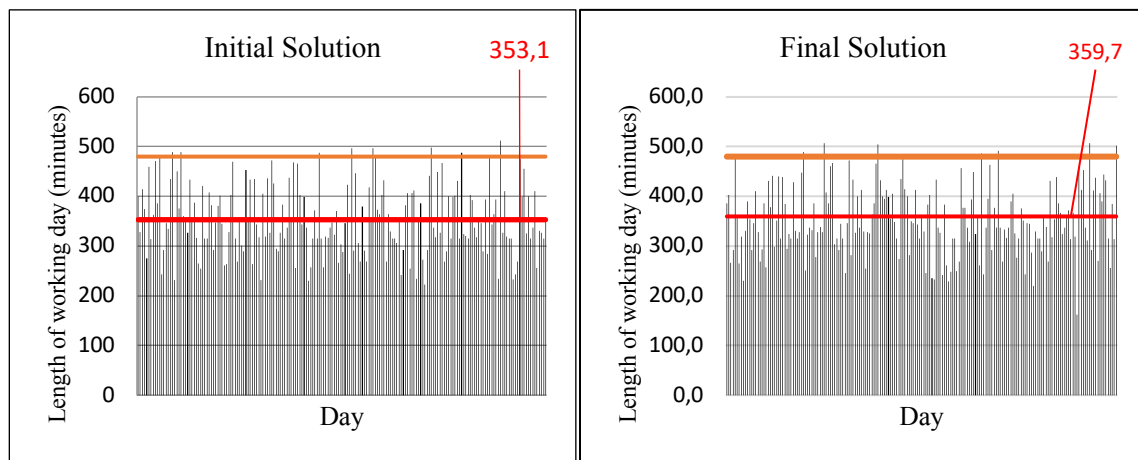 Initial Solution
353,1
Length of working day (minutes)
600
500
400
300
200
100
0
Day
Final Solution
359,7
Length of working day (minutes)
600,0
500,0
400,0
300,0
200,0
100,0
0,0
Day